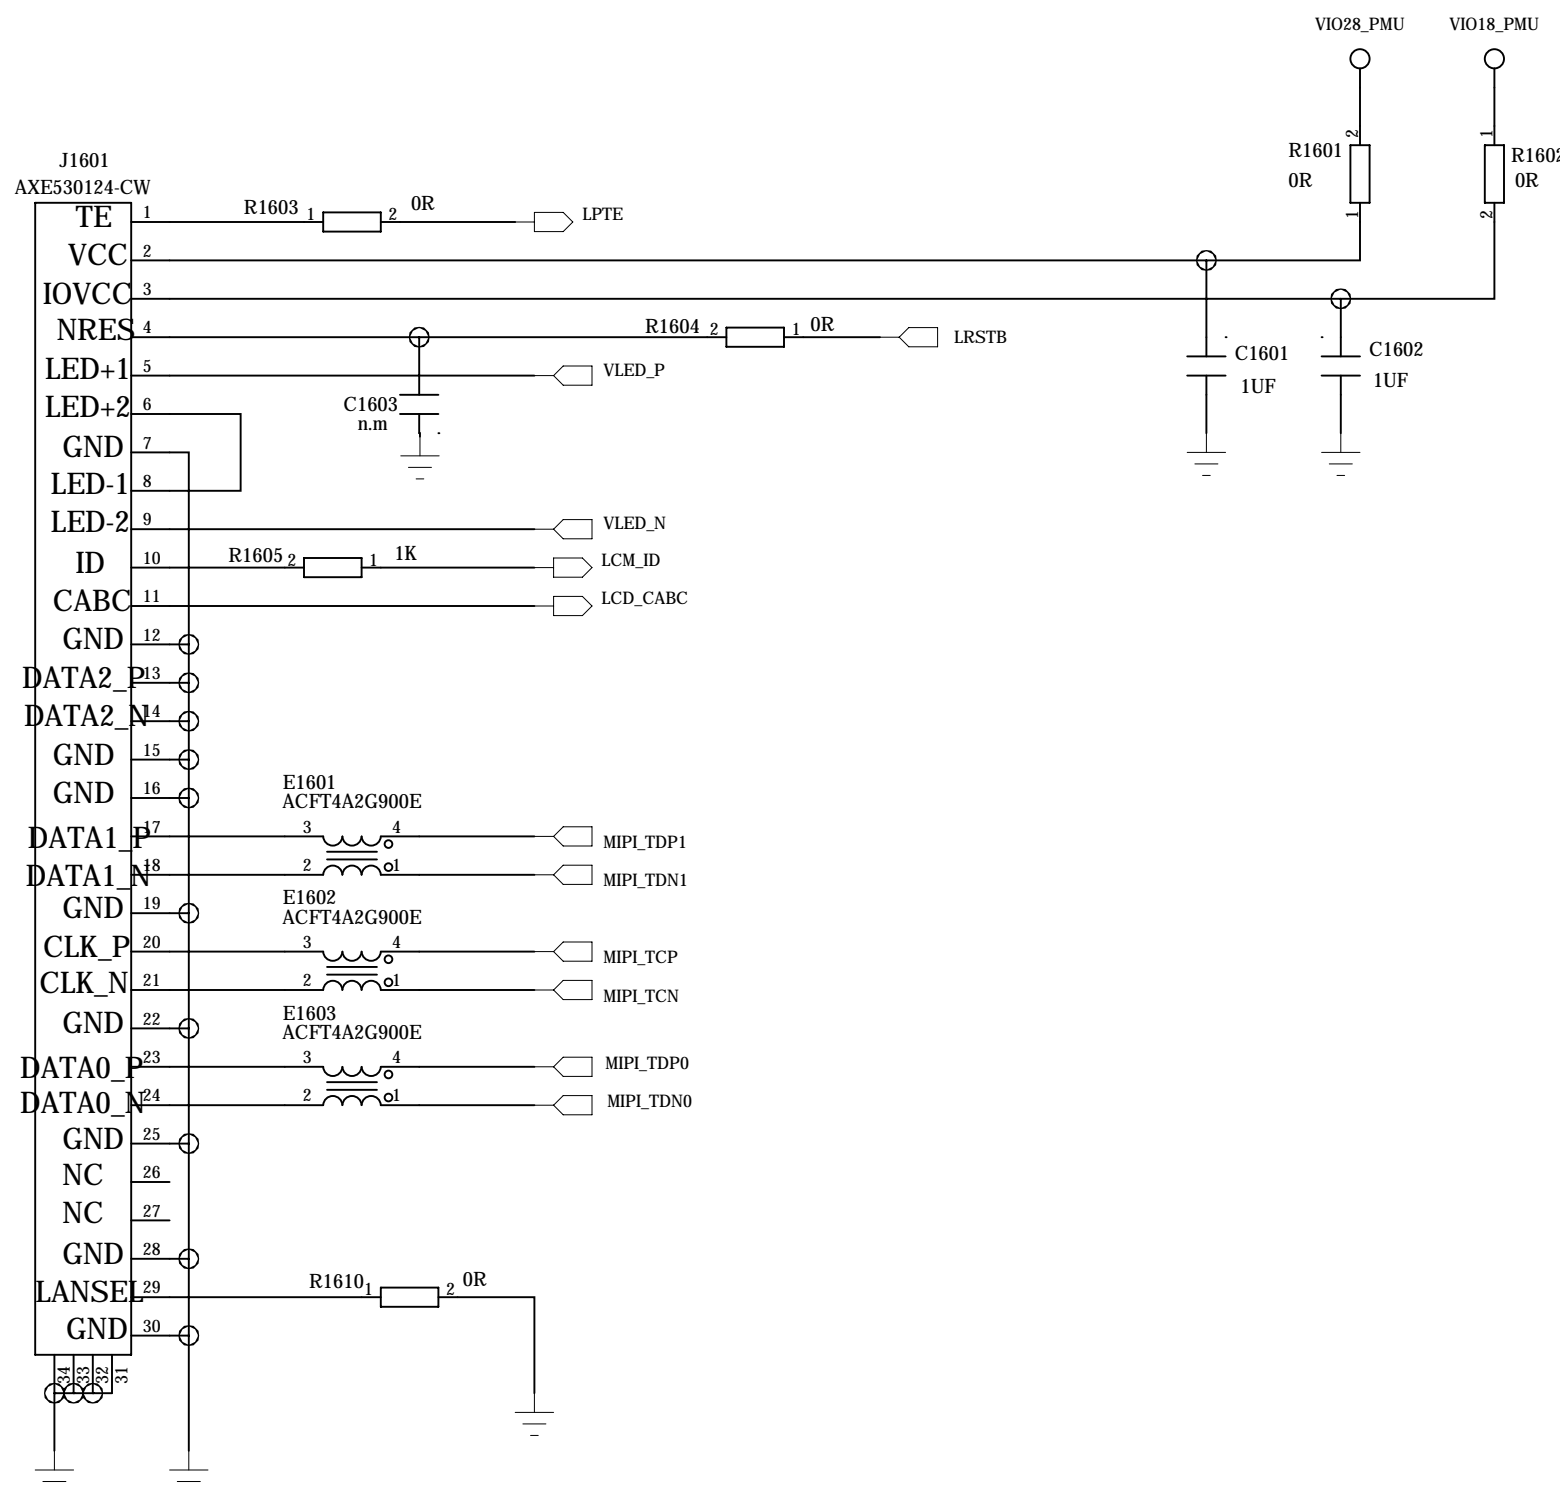 VIO28_PMU VIO18_PMU
J1601
AXE530124-CW
R1601
0R
2
1
R1602
0R
1
2
TE 1 R1603 1 2 0R LPTE
VCC 2
IOVCC 3
NRES 4 R1604 2 1 0R LRSTB
C1601
1UF
C1602
1UF
LED+1 5 VLED_P
C1603
n.m
LED+2 6
GND 7
LED-1 8
LED-2 9 VLED_N
ID 10 R1605 2 1 1K LCM_ID
CABC 11 LCD_CABC
GND 12
DATA2_P 13
DATA2_N 14
GND 15
GND 16
E1601
ACFT4A2G900E
DATA1_P 17 3 4 MIPI_TDP1
DATA1_N 18 2 1 MIPI_TDN1
E1602
GND 19 ACFT4A2G900E
CLK_P 20 3 4 MIPI_TCP
CLK_N 21 2 1 MIPI_TCN
E1603
GND 22 ACFT4A2G900E
DATA0_P 23 3 4 MIPI_TDP0
DATA0_N 24 2 1 MIPI_TDN0
GND 25
NC 26
NC 27
GND 28
LANSEL 29 R1610 1 2 0R
GND 30
34 33 32 31